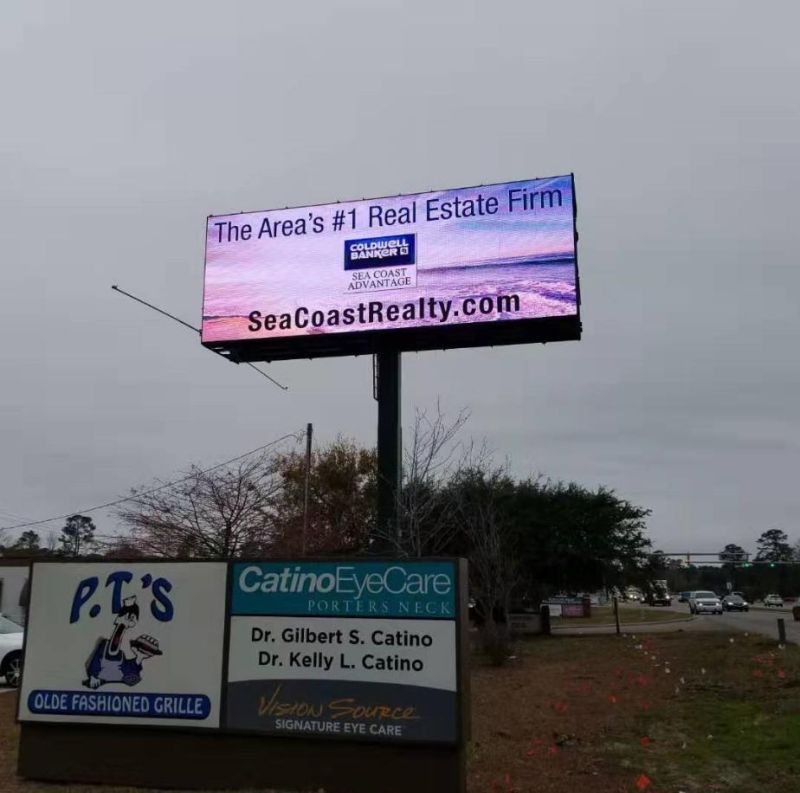 The Area's #1 Real Estate Firm
COLDWELL
BANKER
SEA COAST
ADVANTAGE
SeaCoastRealty.com
P.T.'S
OLDE FASHIONED GRILLE
CatinoEyeCare
PORTERS NECK
Dr. Gilbert S. Catino
Dr. Kelly L. Catino
VISION SOURCE
SIGNATURE EYE CARE